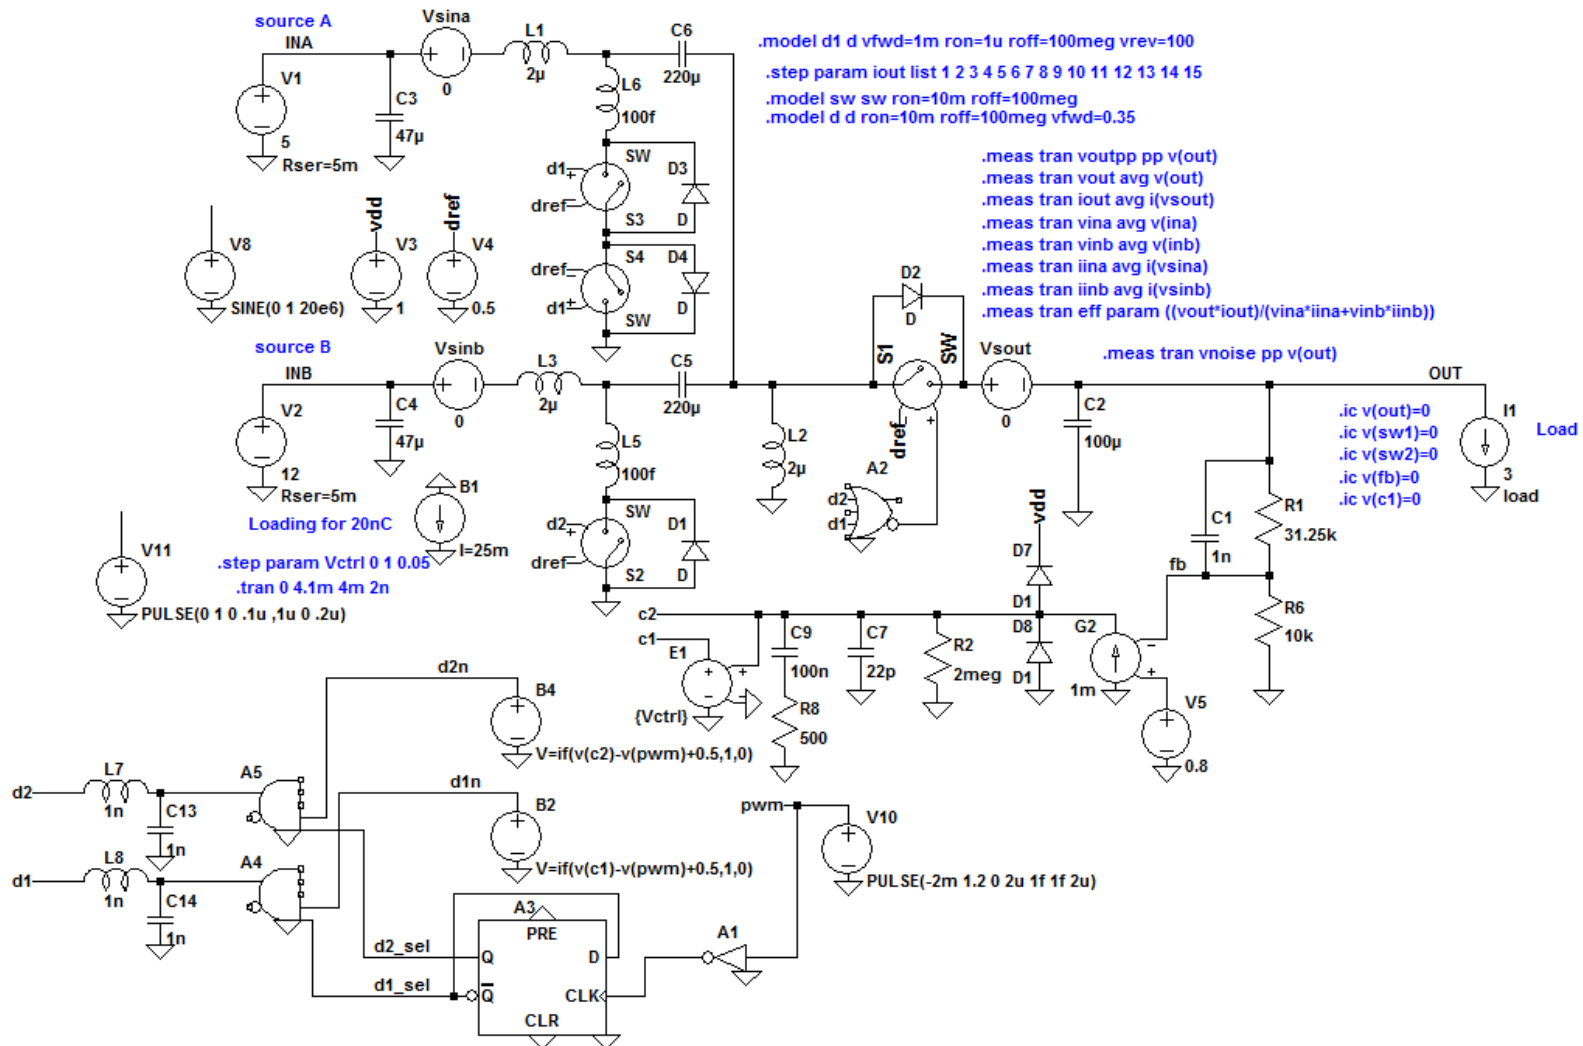 source A
INA
Vsina
0
L1
2µ
C6
220µ
V1
5
Rser=5m
C3
47µ
L6
100f
SW
d1
dref
S3
D3
D
S4
dref
d1
SW
D4
D
.model d1 d vfwd=1m ron=1u roff=100meg vrev=100
.step param iout list 1 2 3 4 5 6 7 8 9 10 11 12 13 14 15
.model sw sw ron=10m roff=100meg
.model d d ron=10m roff=100meg vfwd=0.35
.meas tran voutpp pp v(out)
.meas tran vout avg v(out)
.meas tran iout avg i(vsout)
.meas tran vina avg v(ina)
.meas tran vinb avg v(inb)
.meas tran iina avg i(vsina)
.meas tran iinb avg i(vsinb)
.meas tran eff param ((vout*iout)/(vina*iina+vinb*iinb))
.meas tran vnoise pp v(out)
V8
SINE(0 1 20e6)
vdd
V3
1
dref
V4
0.5
source B
INB
Vsinb
0
L3
2µ
C5
220µ
V2
12
Rser=5m
C4
47µ
L5
100f
B1
I=25m
Loading for 20nC
.step param Vctrl 0 1 0.05
.tran 0 4.1m 4m 2n
V11
PULSE(0 1 0 .1u ,1u 0 .2u)
SW
d2
dref
S2
D1
D
L2
2µ
D2
D
S1
SW
dref
A2
d2
d1
Vsout
0
C2
100µ
OUT
I1
3
load
Load
.ic v(out)=0
.ic v(sw1)=0
.ic v(sw2)=0
.ic v(fb)=0
.ic v(c1)=0
C1
1n
R1
31.25k
fb
R6
10k
vdd
D7
D1
D8
D1
G2
1m
V5
0.8
c2
c1
E1
{Vctrl}
C9
100n
R8
500
C7
22p
R2
2meg
d2n
B4
V=if(v(c2)-v(pwm)+0.5,1,0)
d1n
B2
V=if(v(c1)-v(pwm)+0.5,1,0)
d2
L7
1n
C13
1n
A5
d1
L8
1n
C14
1n
A4
d2_sel
d1_sel
A3
PRE
Q
D
Q
CLK
CLR
A1
pwm
V10
PULSE(-2m 1.2 0 2u 1f 1f 2u)